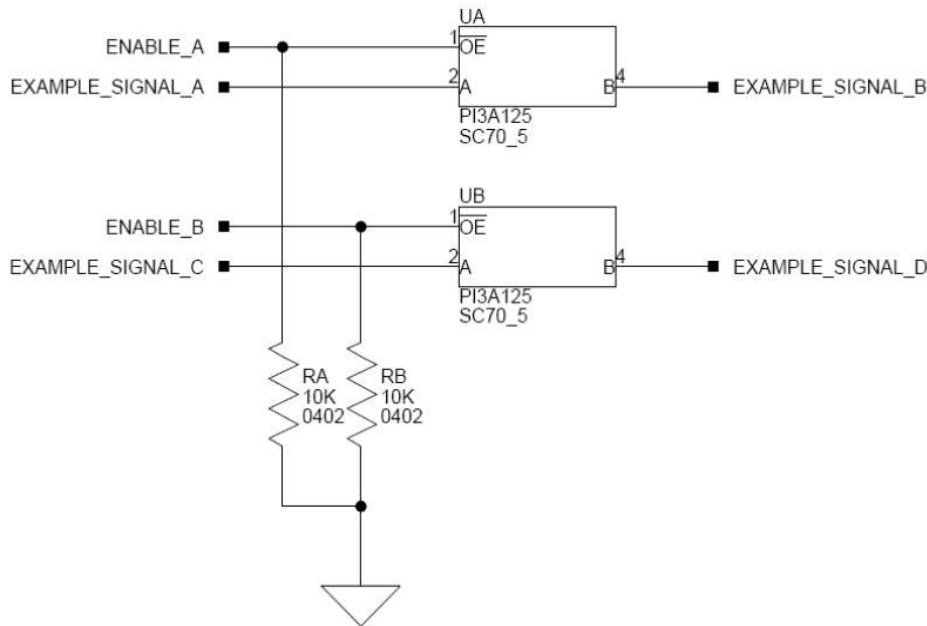 UA
ENABLE_A
1
OE
EXAMPLE_SIGNAL_A
2
A
B
4
EXAMPLE_SIGNAL_B
PI3A125
SC70_5
UB
ENABLE_B
1
OE
EXAMPLE_SIGNAL_C
2
A
B
4
EXAMPLE_SIGNAL_D
PI3A125
SC70_5
RA
10K
0402
RB
10K
0402